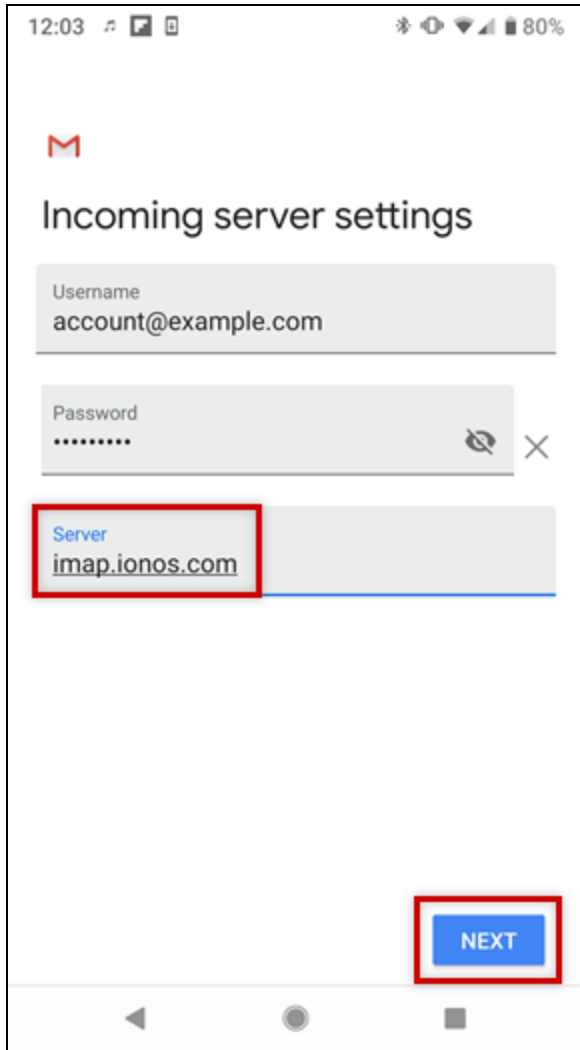 12:03 80%
Incoming server settings
Username
account@example.com
Password
•••••••••
Server
imap.ionos.com
NEXT